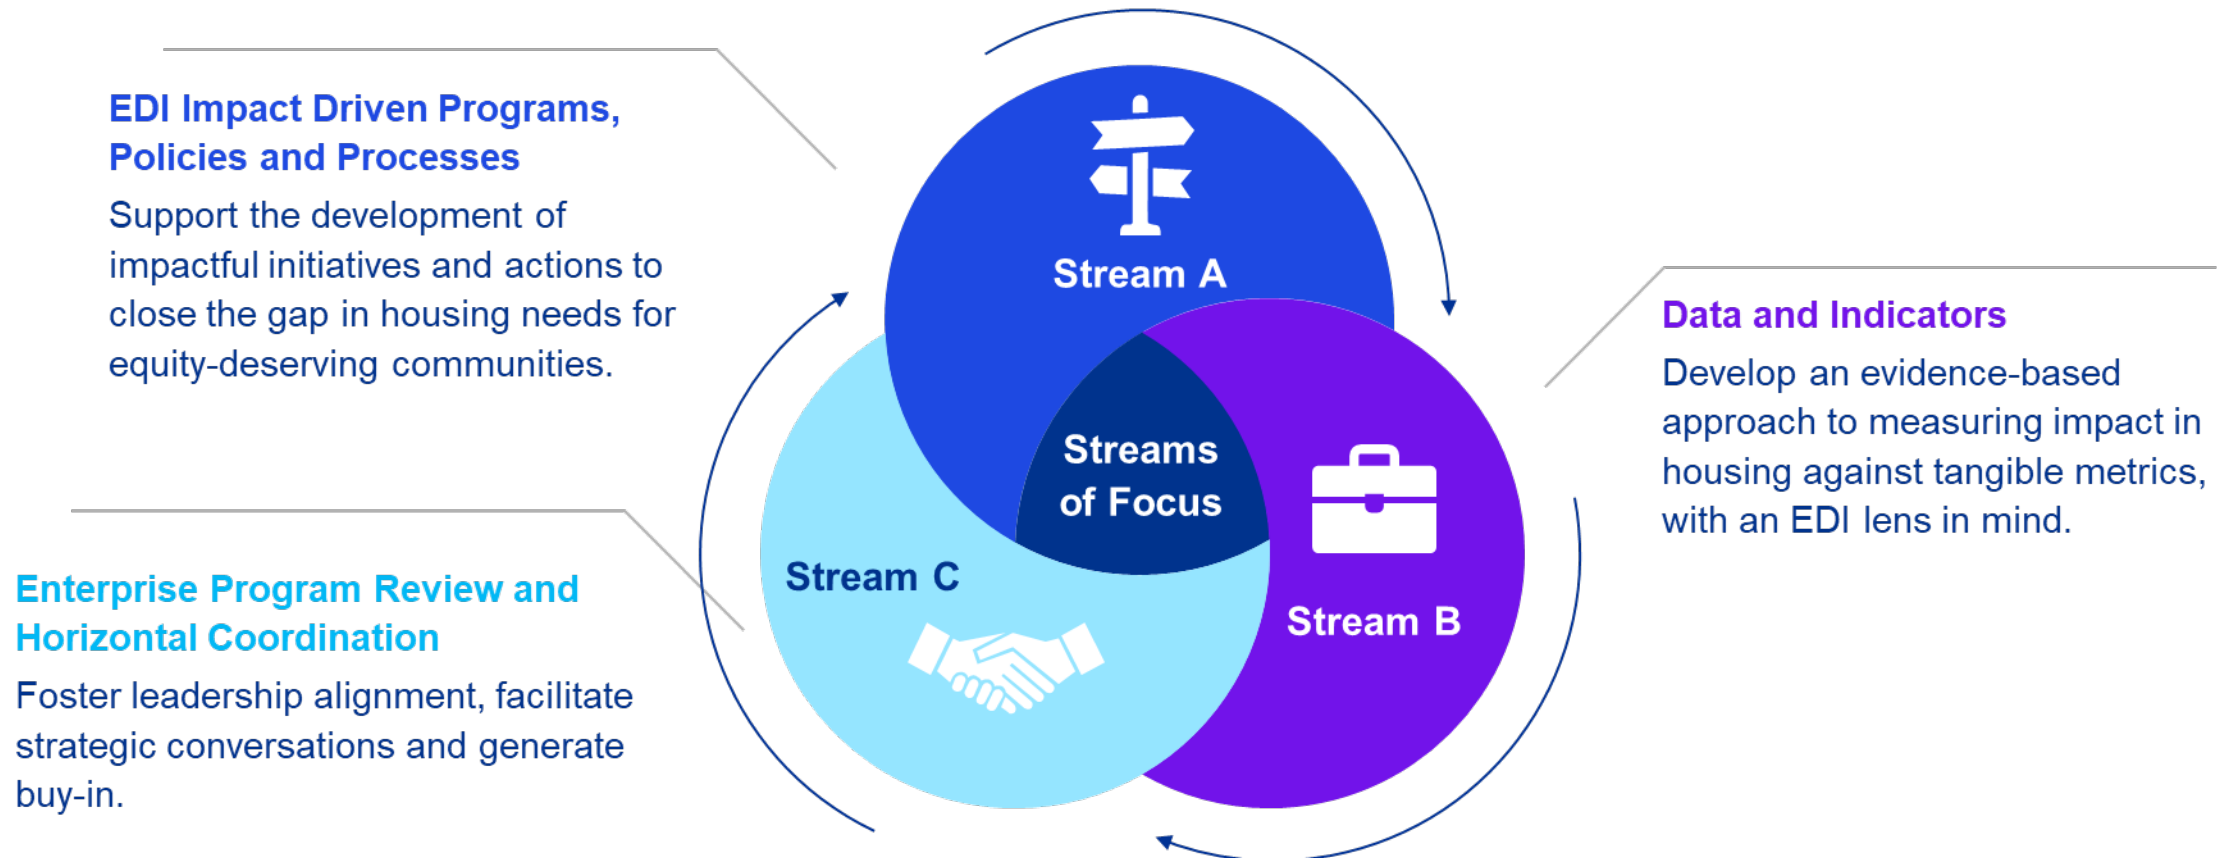 EDI Impact Driven Programs,
Policies and Processes
Support the development of
impactful initiatives and actions to
close the gap in housing needs for
equity-deserving communities.
Stream A
Data and Indicators
Develop an evidence-based
approach to measuring impact in
housing against tangible metrics,
with an EDI lens in mind.
Streams
of Focus
Stream B
Stream C
Enterprise Program Review and
Horizontal Coordination
Foster leadership alignment, facilitate
strategic conversations and generate
buy-in.